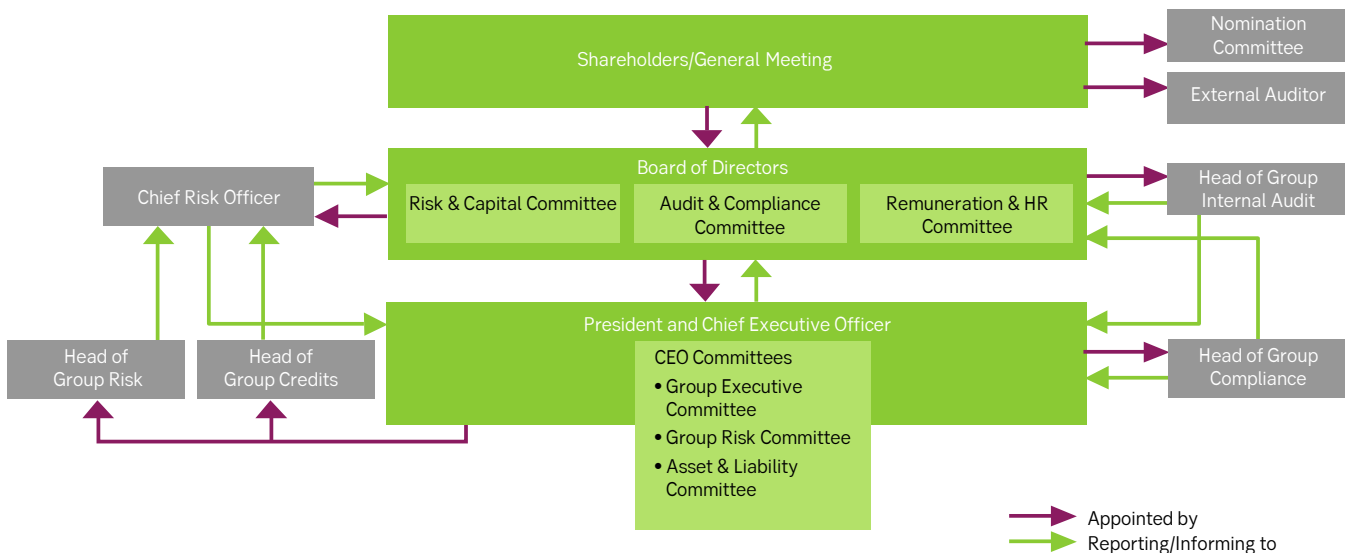 Shareholders/General Meeting
Nomination
Committee
External Auditor
Board of Directors
Chief Risk Officer
Risk & Capital Committee
Audit & Compliance
Committee
Remuneration & HR
Committee
Head of Group
Internal Audit
President and Chief Executive Officer
Head of
Group Risk
Head of
Group Credits
CEO Committees
• Group Executive
Committee
• Group Risk Committee
• Asset & Liability
Committee
Head of Group
Compliance
Appointed by
Reporting/Informing to